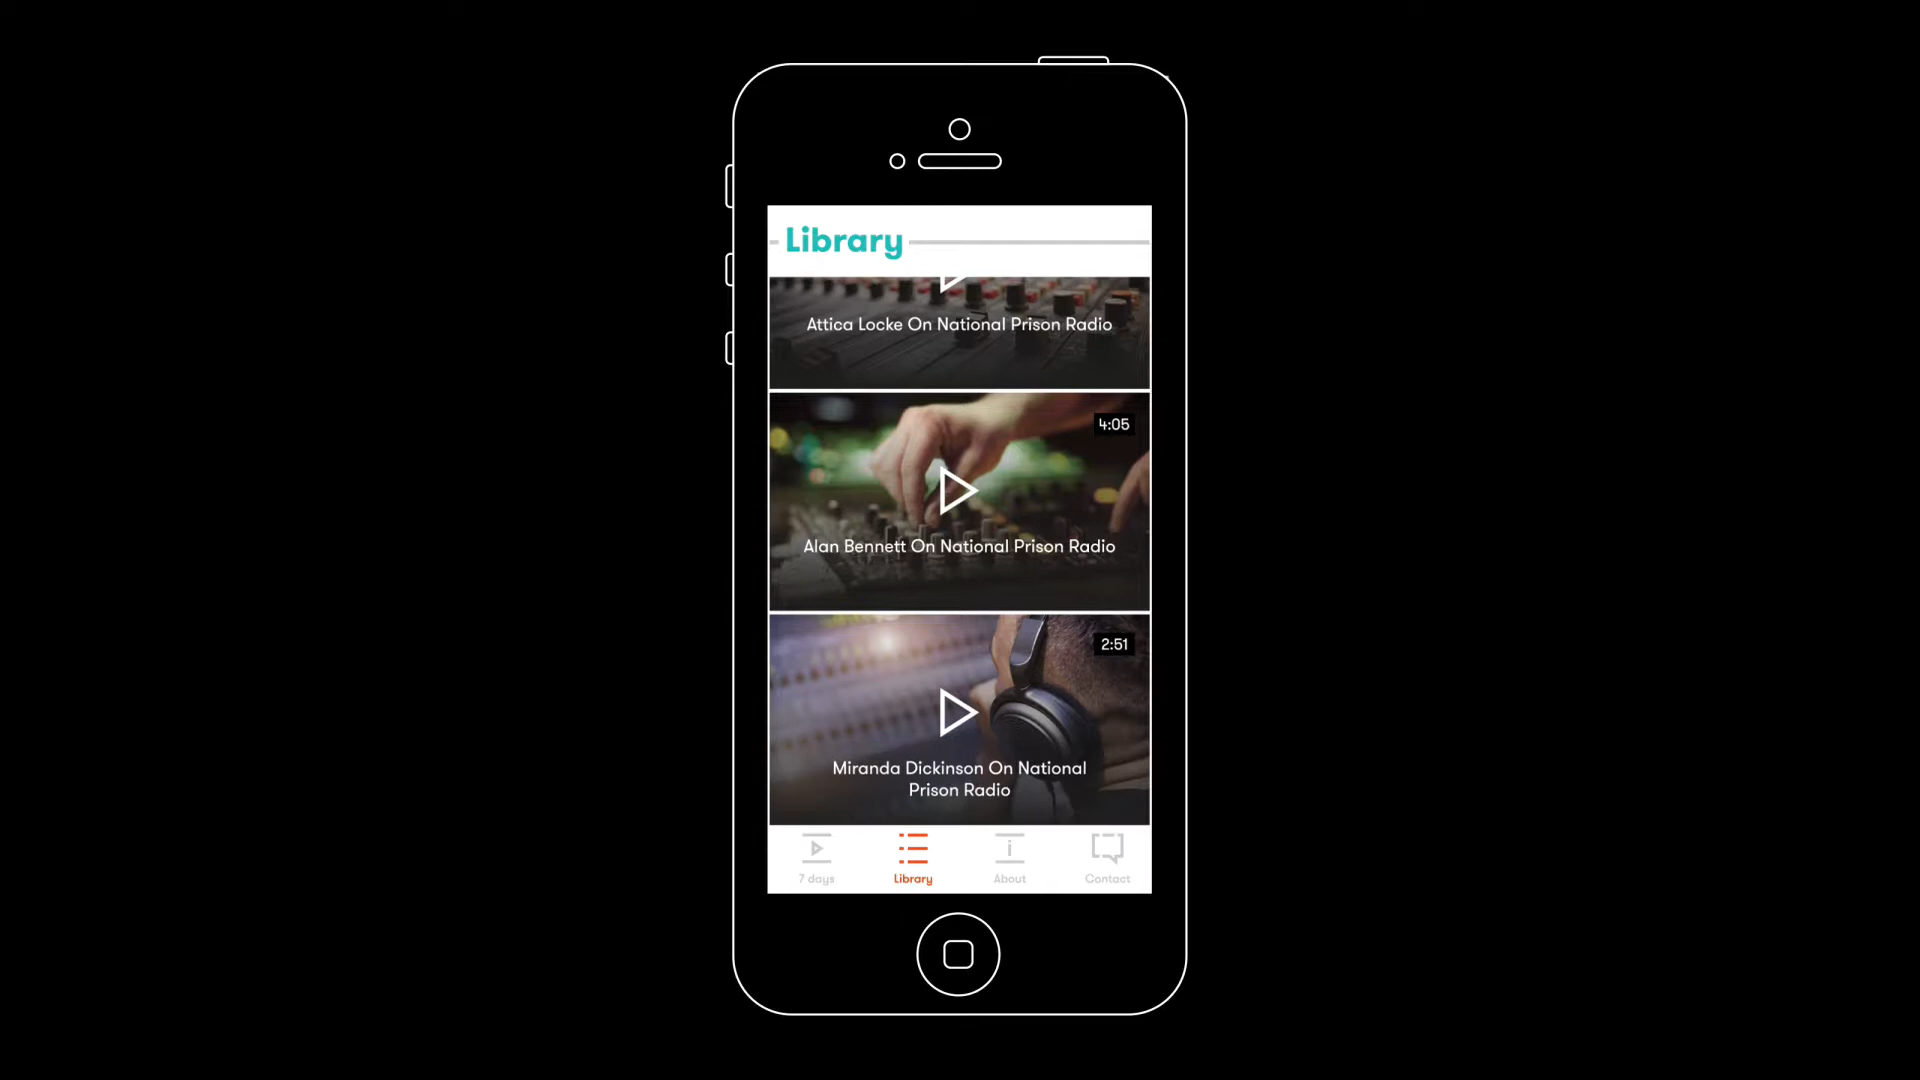 Library
Attica Locke On National Prison Radio
4:05
Alan Bennett On National Prison Radio
2:51
Miranda Dickinson On National
Prison Radio
7 days
Library
About
Contact